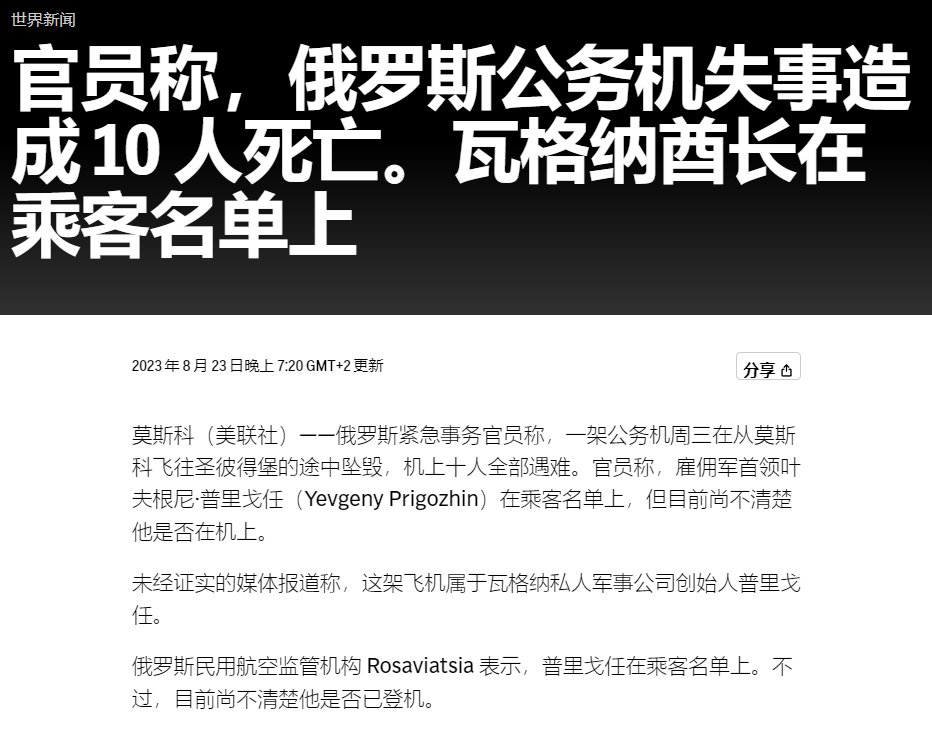 世界新闻
官员称，俄罗斯公务机失事造
成 10 人死亡。 瓦格纳酋长在
乘客名单上
2023 年 8 月 23 日晚上 7:20 GMT+2 更新
分享
莫斯科（美联社）——俄罗斯紧急事务官员称，一架公务机周三在从莫斯
科飞往圣彼得堡的途中坠毁，机上十人全部遇难。官员称，雇佣军首领叶
夫根尼·普里戈任（Yevgeny Prigozhin）在乘客名单上，但目前尚不清楚
他是否在机上。
未经证实的媒体报道称，这架飞机属于瓦格纳私人军事公司创始人普里戈
任。
俄罗斯民用航空监管机构 Rosaviatsia 表示，普里戈任在乘客名单上。不
过，目前尚不清楚他是否已登机。